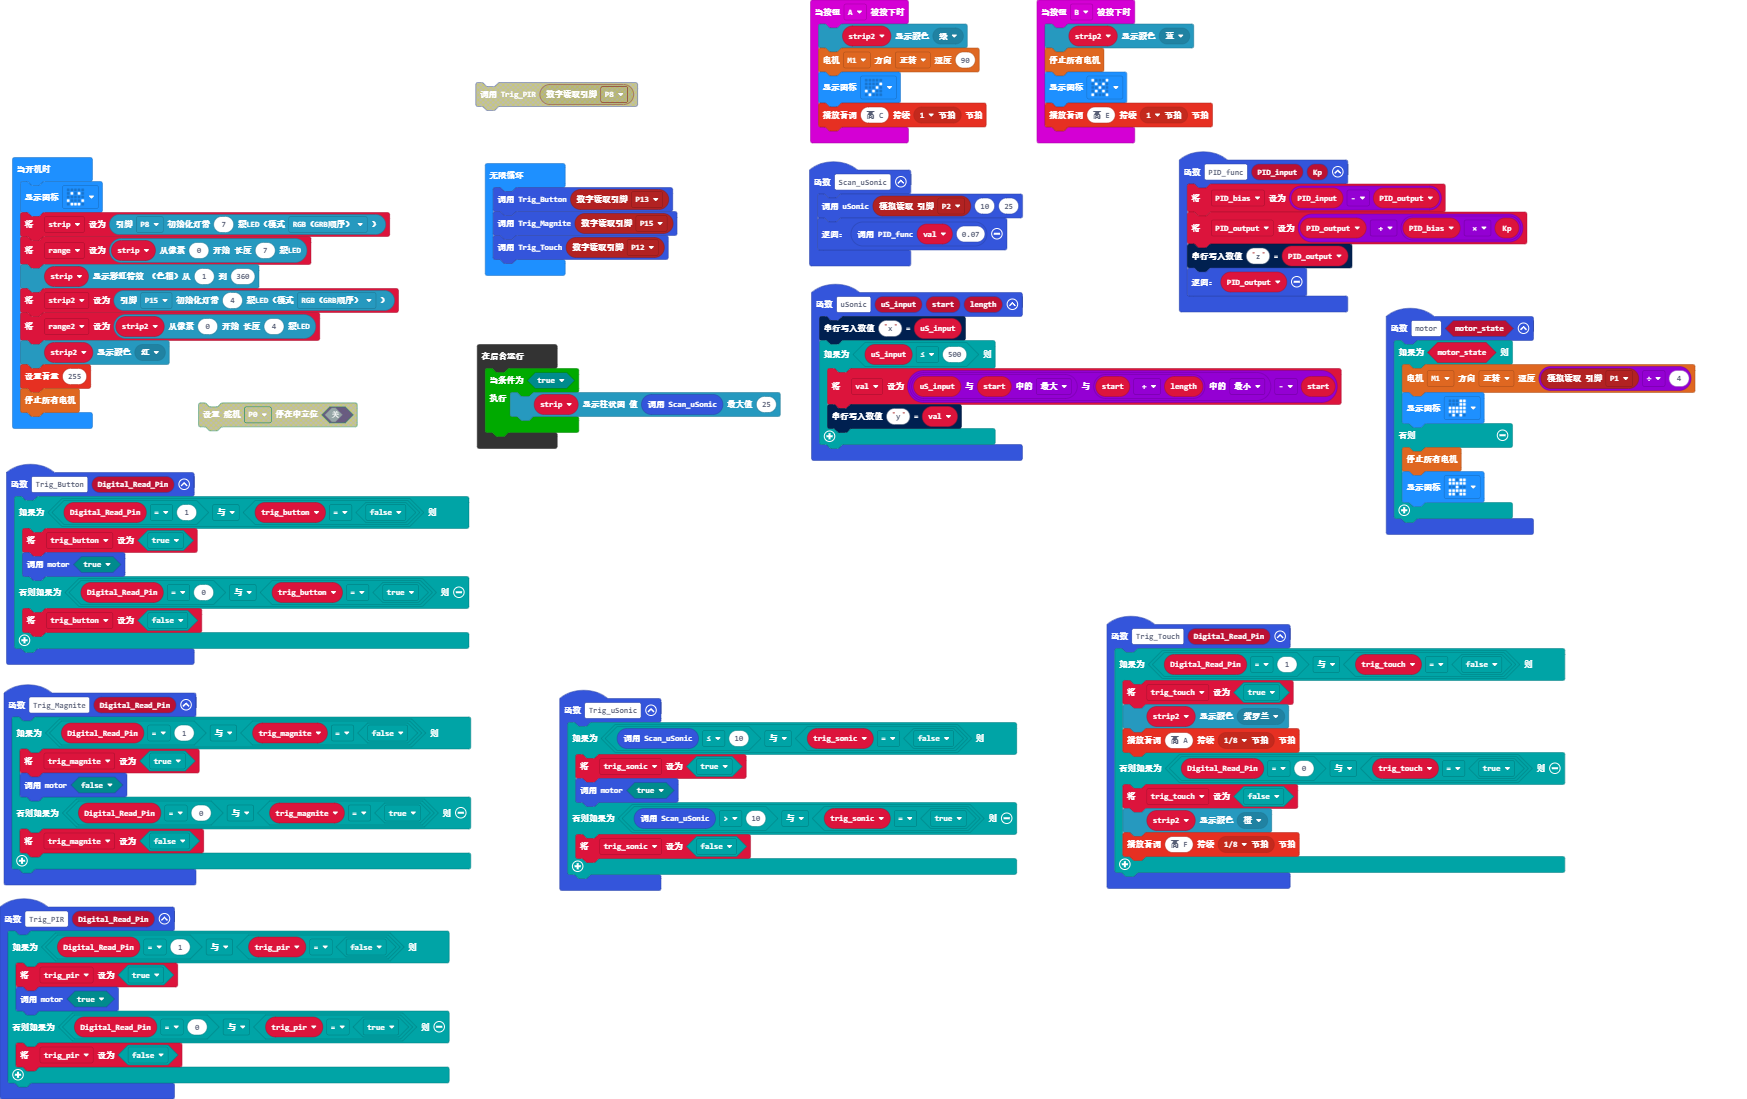 当按钮 A 被按下时
strip2 显示颜色 绿
电机 M1 方向 正转 速度 90
显示图标
播放音调 高 C 持续 1 节拍 节拍
当按钮 B 被按下时
strip2 显示颜色 蓝
停止所有电机
显示图标
播放音调 高 E 持续 1 节拍 节拍
调用 Trig_PIR 数字读取引脚 P8
当开机时
显示图标
将 strip 设为 引脚 P8 初始化灯带 7 颗LED(模式 RGB (GRB顺序) )
将 range 设为 strip 从像素 0 开始 长度 7 颗LED
strip 显示彩虹特效 (色相) 从 1 到 360
将 strip2 设为 引脚 P15 初始化灯带 4 颗LED(模式 RGB (GRB顺序) )
将 range2 设为 strip2 从像素 0 开始 长度 4 颗LED
strip2 显示颜色 红
设置音量 255
停止所有电机
设置 舵机 P0 停在中立位 关
无限循环
调用 Trig_Button 数字读取引脚 P13
调用 Trig_Magnite 数字读取引脚 P15
调用 Trig_Touch 数字读取引脚 P12
在后台运行
当条件为 true
执行 strip 显示柱状图 值 调用 Scan_uSonic 最大值 25
函数 Scan_uSonic
调用 uSonic 模拟读取 引脚 P2 10 25
返回: 调用 PID_func val 0.07
函数 PID_func PID_input Kp
将 PID_bias 设为 PID_input - PID_output
将 PID_output 设为 PID_output + PID_bias × Kp
串行写入数值 "z" = PID_output
返回: PID_output
函数 uSonic uS_input start length
串行写入数值 "x" = uS_input
如果为 uS_input ≤ 500 则
将 val 设为 uS_input 与 start 中的 最大 与 start + length 中的 最小 - start
串行写入数值 "y" = val
函数 motor motor_state
如果为 motor_state 则
电机 M1 方向 正转 速度 模拟读取 引脚 P1 ÷ 4
显示图标
否则
停止所有电机
显示图标
函数 Trig_Button Digital_Read_Pin
如果为 Digital_Read_Pin = 1 与 trig_button = false 则
将 trig_button 设为 true
调用 motor true
否则如果为 Digital_Read_Pin = 0 与 trig_button = true 则
将 trig_button 设为 false
函数 Trig_Magnite Digital_Read_Pin
如果为 Digital_Read_Pin = 1 与 trig_magnite = false 则
将 trig_magnite 设为 true
调用 motor false
否则如果为 Digital_Read_Pin = 0 与 trig_magnite = true 则
将 trig_magnite 设为 false
函数 Trig_uSonic
如果为 调用 Scan_uSonic ≤ 10 与 trig_sonic = false 则
将 trig_sonic 设为 true
调用 motor true
否则如果为 调用 Scan_uSonic > 10 与 trig_sonic = true 则
将 trig_sonic 设为 false
函数 Trig_Touch Digital_Read_Pin
如果为 Digital_Read_Pin = 1 与 trig_touch = false 则
将 trig_touch 设为 true
strip2 显示颜色 紫罗兰
播放音调 高 A 持续 1/8 节拍 节拍
否则如果为 Digital_Read_Pin = 0 与 trig_touch = true 则
将 trig_touch 设为 false
strip2 显示颜色 橙
播放音调 高 F 持续 1/8 节拍 节拍
函数 Trig_PIR Digital_Read_Pin
如果为 Digital_Read_Pin = 1 与 trig_pir = false 则
将 trig_pir 设为 true
调用 motor true
否则如果为 Digital_Read_Pin = 0 与 trig_pir = true 则
将 trig_pir 设为 false